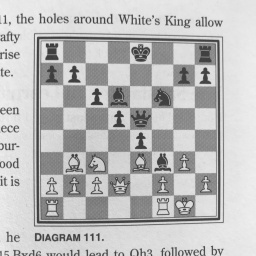 11, the holes around White's King allow
afty
rise
te.
een
ece
our-
ood
it is
he
DIAGRAM 111.
15 Bxd6 would lead to Qh3, followed by